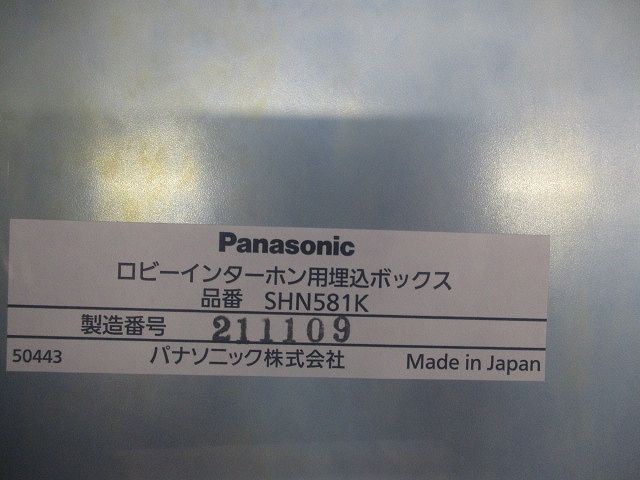 Panasonic
ロビーインターホン用埋込ボックス
品番 SHN581K
製造番号 211109
50443 パナソニック株式会社 Made in Japan